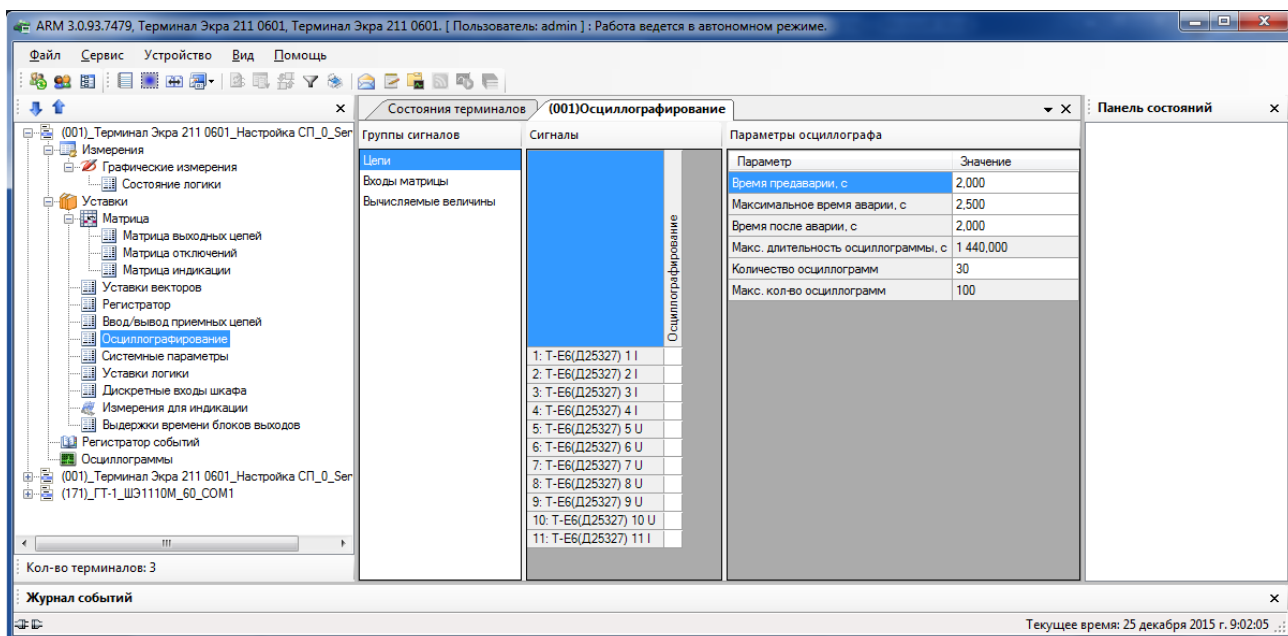 ARM 3.0.93.7479, Терминал Экра 211 0601, Терминал Экра 211 0601. [ Пользователь: admin ] : Работа ведется в автономном режиме.
Файл Сервис Устройство Вид Помощь
Состояния терминалов (001)Осциллографирование
Панель состояний
(001)_Терминал Экра 211 0601_Настройка СП_0_Ser
Измерения
Графические измерения
Состояние логики
Уставки
Матрица
Матрица выходных цепей
Матрица отключений
Матрица индикации
Уставки векторов
Регистратор
Ввод/вывод приемных цепей
Осциллографирование
Системные параметры
Уставки логики
Дискретные входы шкафа
Измерения для индикации
Выдержки времени блоков выходов
Регистратор событий
Осциллограммы
(001)_Терминал Экра 211 0601_Настройка СП_0_Ser
(171)_ГТ-1_ШЭ1110М_60_COM1
Кол-во терминалов: 3
Группы сигналов
Цепи
Входы матрицы
Вычисляемые величины
Сигналы
Осциллографирование
1: Т-Е6(Д25327) 1 I
2: Т-Е6(Д25327) 2 I
3: Т-Е6(Д25327) 3 I
4: Т-Е6(Д25327) 4 I
5: Т-Е6(Д25327) 5 U
6: Т-Е6(Д25327) 6 U
7: Т-Е6(Д25327) 7 U
8: Т-Е6(Д25327) 8 U
9: Т-Е6(Д25327) 9 U
10: Т-Е6(Д25327) 10 U
11: Т-Е6(Д25327) 11 I
Параметры осциллографа
Параметр Значение
Время предаварии, с 2,000
Максимальное время аварии, с 2,500
Время после аварии, с 2,000
Макс. длительность осциллограммы, с 1 440,000
Количество осциллограмм 30
Макс. кол-во осциллограмм 100
Журнал событий
Текущее время: 25 декабря 2015 г. 9:02:05